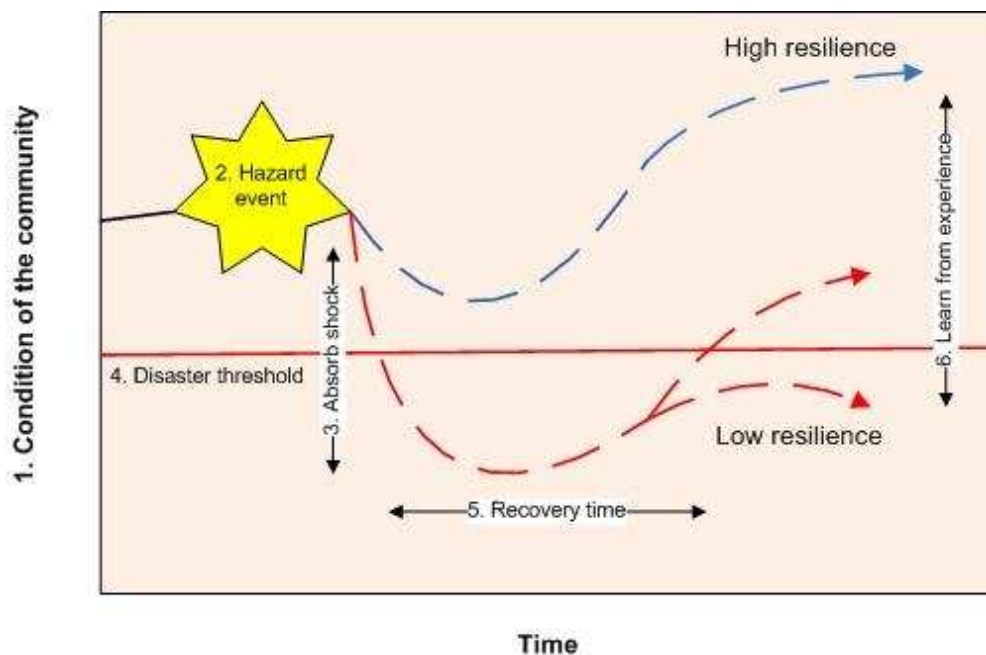 1. Condition of the community
High resilience
2. Hazard
event
3. Absorb shock
4. Disaster threshold
6. Learn from experience
Low resilience
5. Recovery time
Time